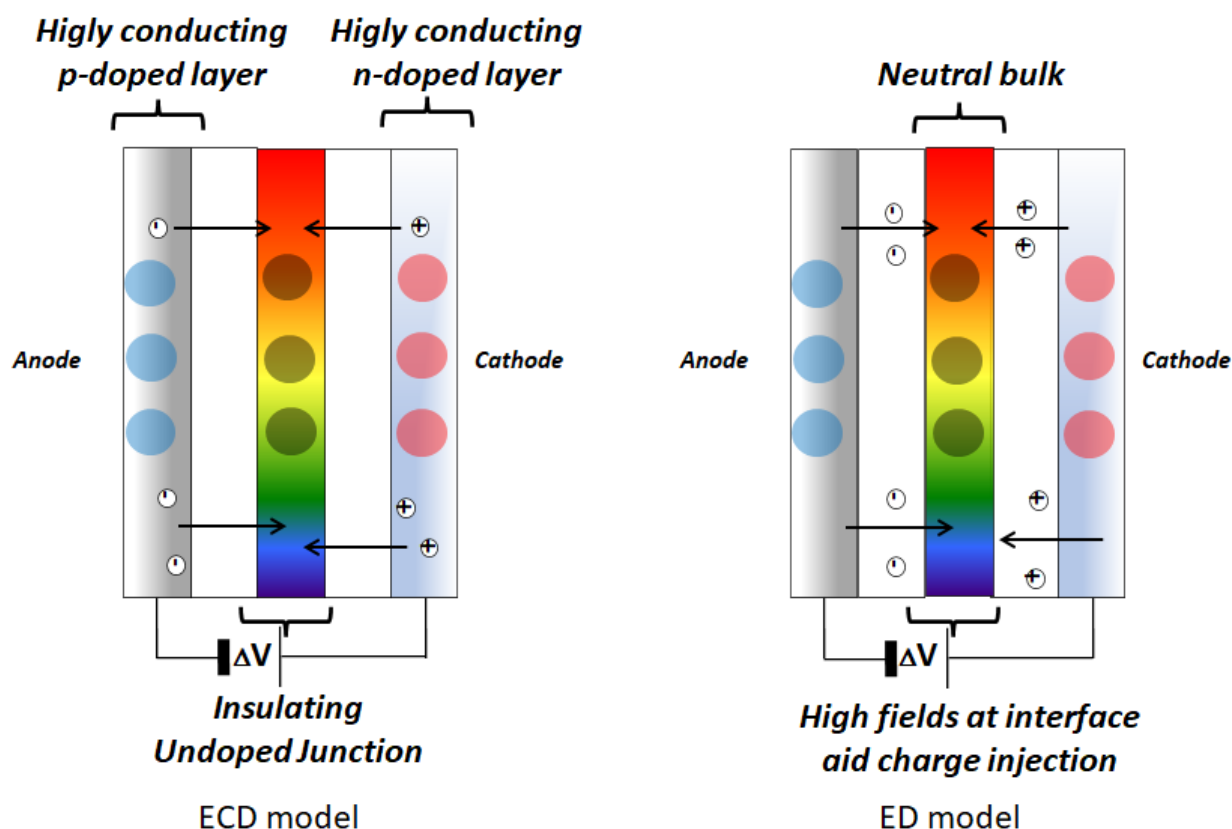 Higly conducting
p-doped layer
Higly conducting
n-doped layer
Anode
Cathode
ΔV
Insulating
Undoped Junction
ECD model
Neutral bulk
Anode
Cathode
ΔV
High fields at interface
aid charge injection
ED model